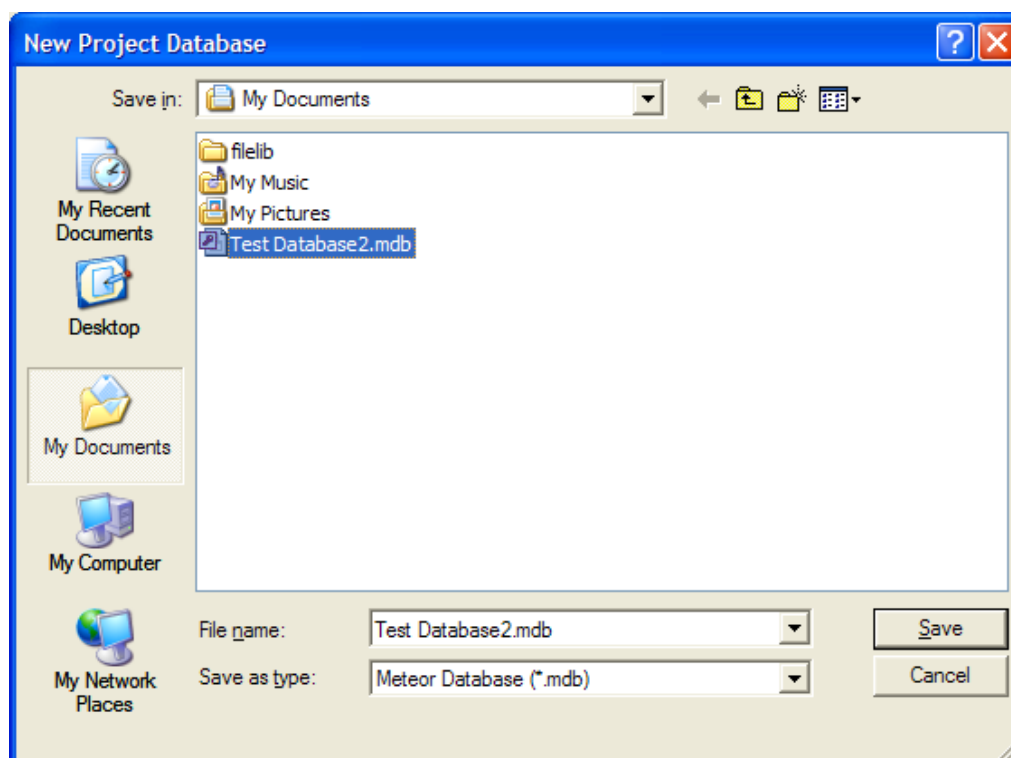 New Project Database
Save in:
My Documents
filelib
My Music
My Pictures
Test Database2.mdb
My Recent
Documents
Desktop
My Documents
My Computer
My Network
Places
File name:
Test Database2.mdb
Save
Save as type:
Meteor Database (*.mdb)
Cancel